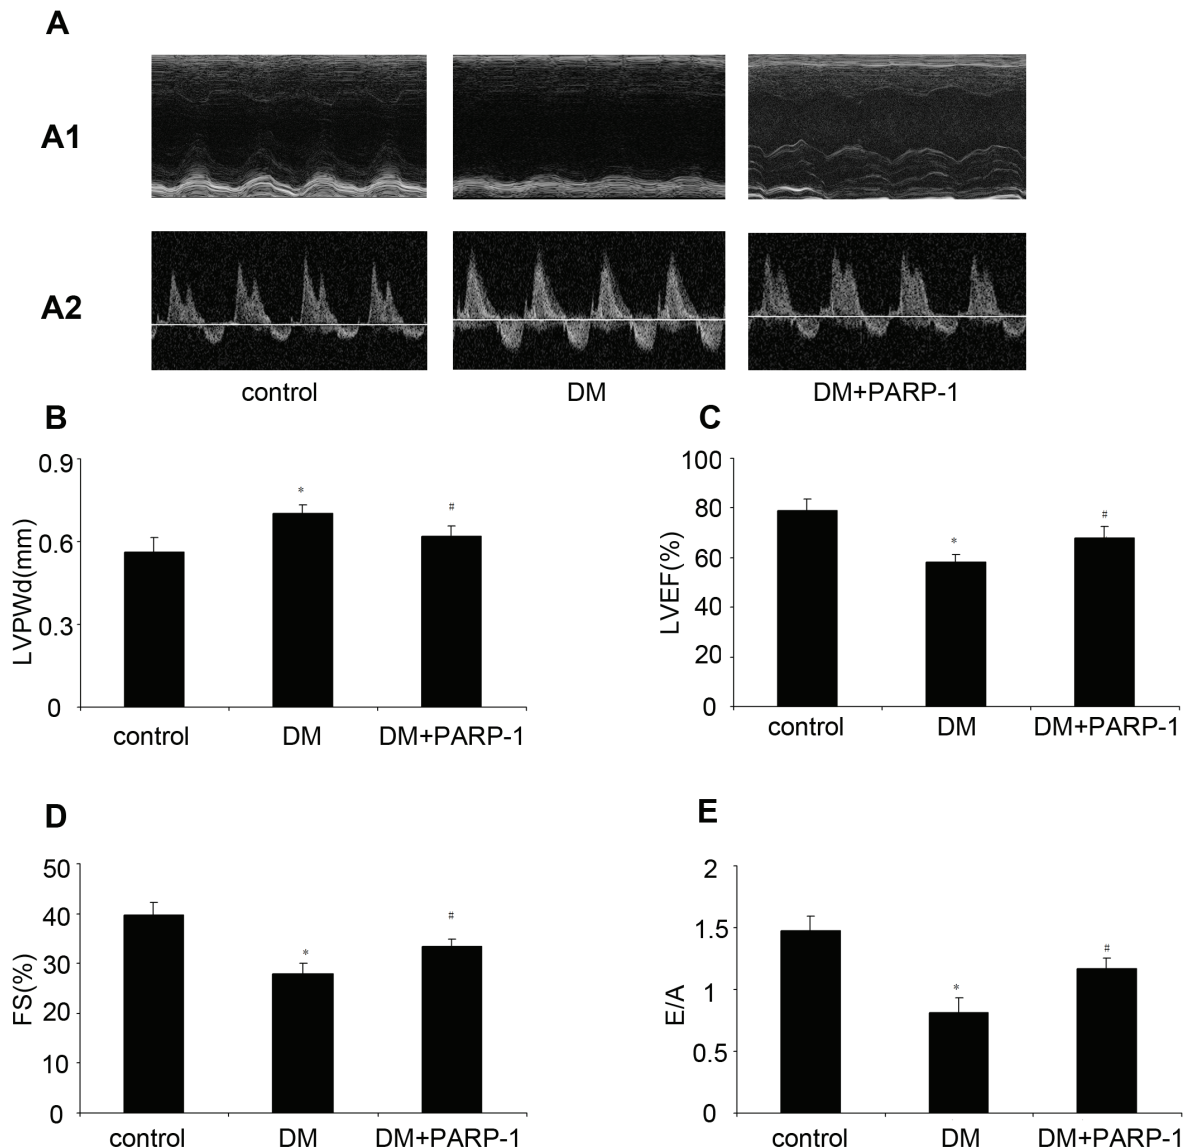 A
A1
A2
control DM DM+PARP-1
B
0.9
0.6
0.3
0
LVPWd(mm)
*
#
control DM DM+PARP-1
C
100
80
60
40
20
0
LVEF(%)
*
#
control DM DM+PARP-1
D
50
40
30
20
10
0
FS(%)
*
#
control DM DM+PARP-1
E
2
1.5
1
0.5
0
E/A
*
#
control DM DM+PARP-1